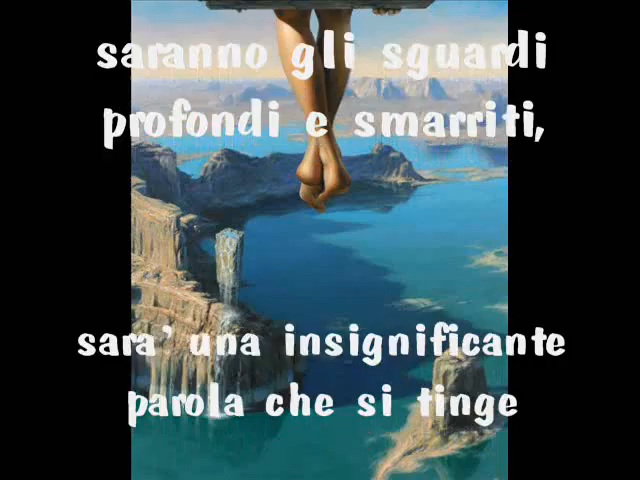 saranno gli sguardi
profondi e smarriti,
sara' una insignificante
parola che si tinge